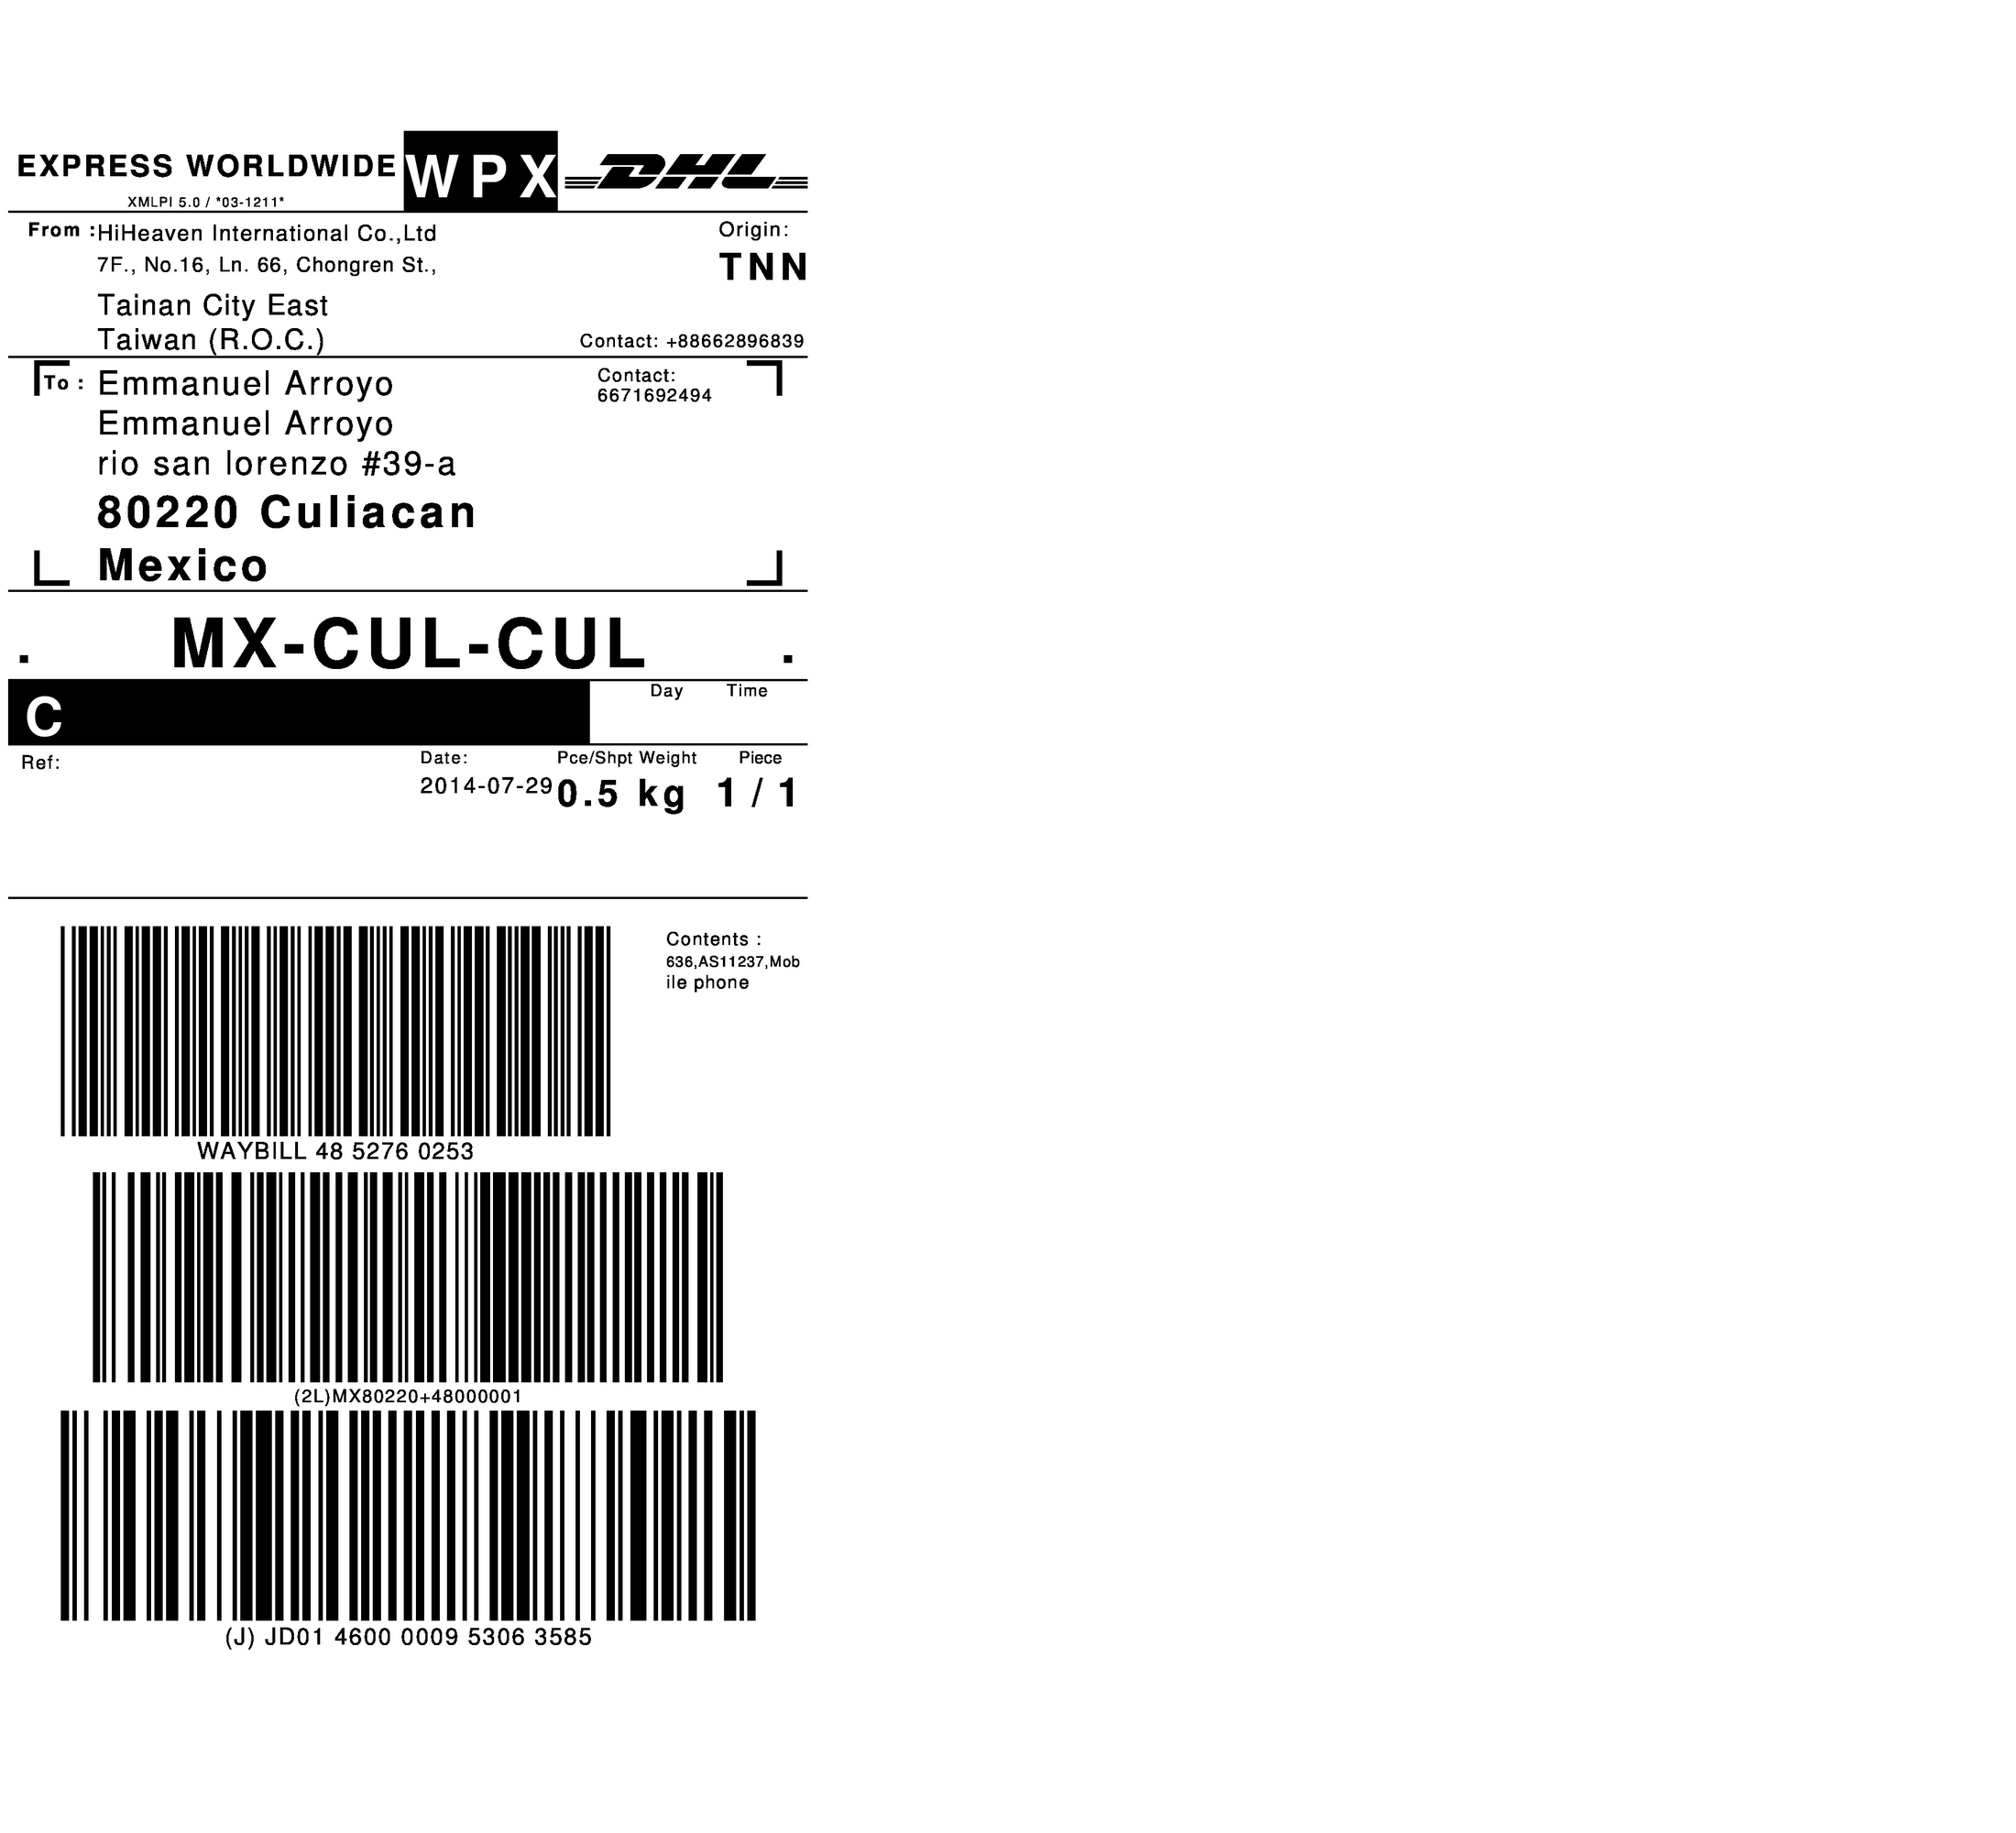 EXPRESS WORLDWIDE WPX DHL
XMLPI 5.0 / *03-1211*
From : HiHeaven International Co.,Ltd Origin:
7F., No.16, Ln. 66, Chongren St., TNN
Tainan City East
Taiwan (R.O.C.) Contact: +88662896839
To : Emmanuel Arroyo Contact:
6671692494
Emmanuel Arroyo
rio san lorenzo #39-a
80220 Culiacan
Mexico
. MX-CUL-CUL .
C Day Time
Ref: Date: Pce/Shpt Weight Piece
2014-07-29 0.5 kg 1 / 1
Contents :
636,AS11237,Mob
ile phone
WAYBILL 48 5276 0253
(2L)MX80220+48000001
(J) JD01 4600 0009 5306 3585